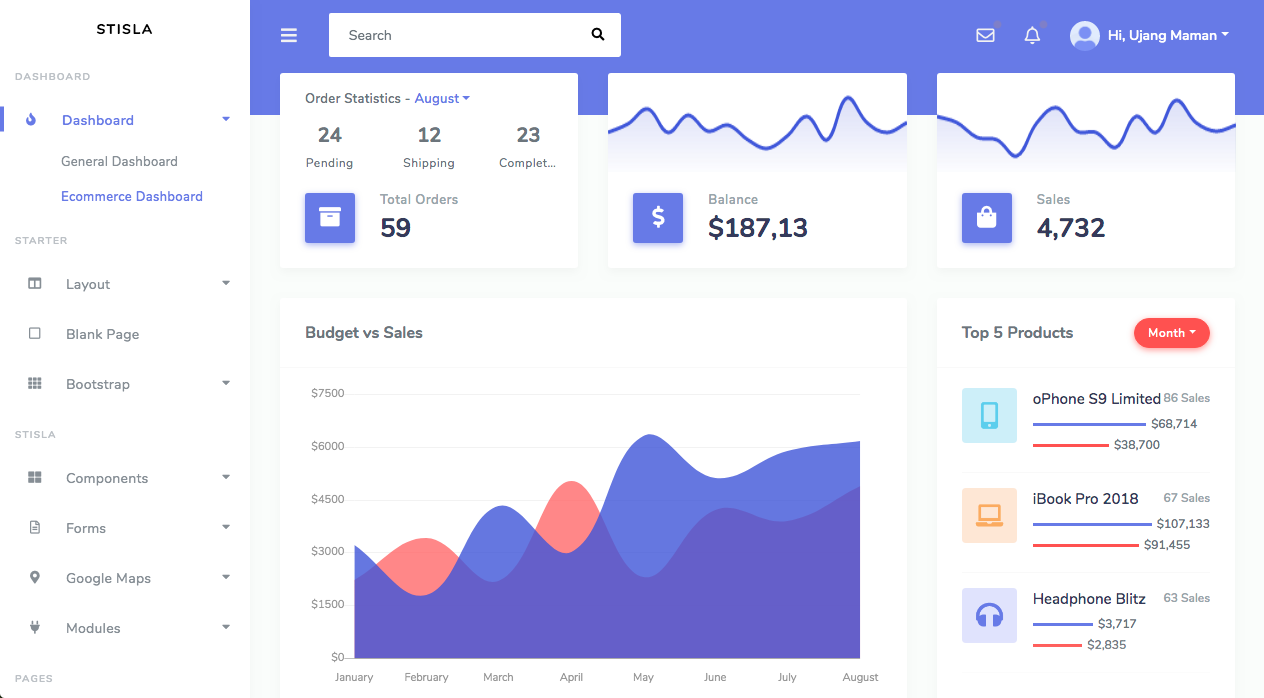 STISLA
DASHBOARD
Dashboard
General Dashboard
Ecommerce Dashboard
STARTER
Layout
Blank Page
Bootstrap
STISLA
Components
Forms
Google Maps
Modules
PAGES
Search
Hi, Ujang Maman
Order Statistics - August
24 12 23
Pending Shipping Complet...
Total Orders
59
Balance
$187,13
Sales
4,732
Budget vs Sales
$7500
$6000
$4500
$3000
$1500
$0
January February March April May June July August
Top 5 Products
Month
oPhone S9 Limited 86 Sales
$68,714
$38,700
iBook Pro 2018 67 Sales
$107,133
$91,455
Headphone Blitz 63 Sales
$3,717
$2,835